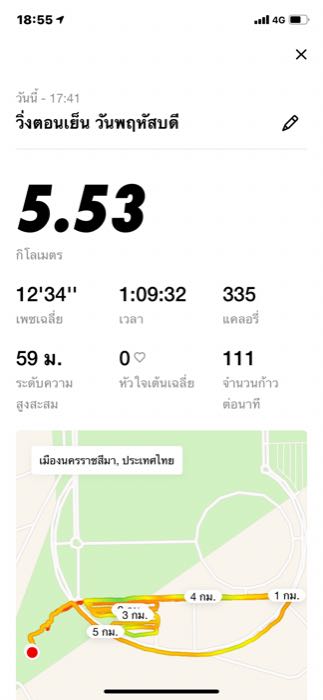 18:55
4G
วันนี้ - 17:41
วิ่งตอนเย็น วันพฤหัสบดี
5.53
กิโลเมตร
12'34'' 1:09:32 335
เพซเฉลี่ย เวลา แคลอรี่
59 ม. 0 111
ระดับความ หัวใจเต้นเฉลี่ย จำนวนก้าว
สูงสะสม ต่อนาที
เมืองนครราชสีมา, ประเทศไทย
4 กม. 1 กม.
3 กม.
5 กม.